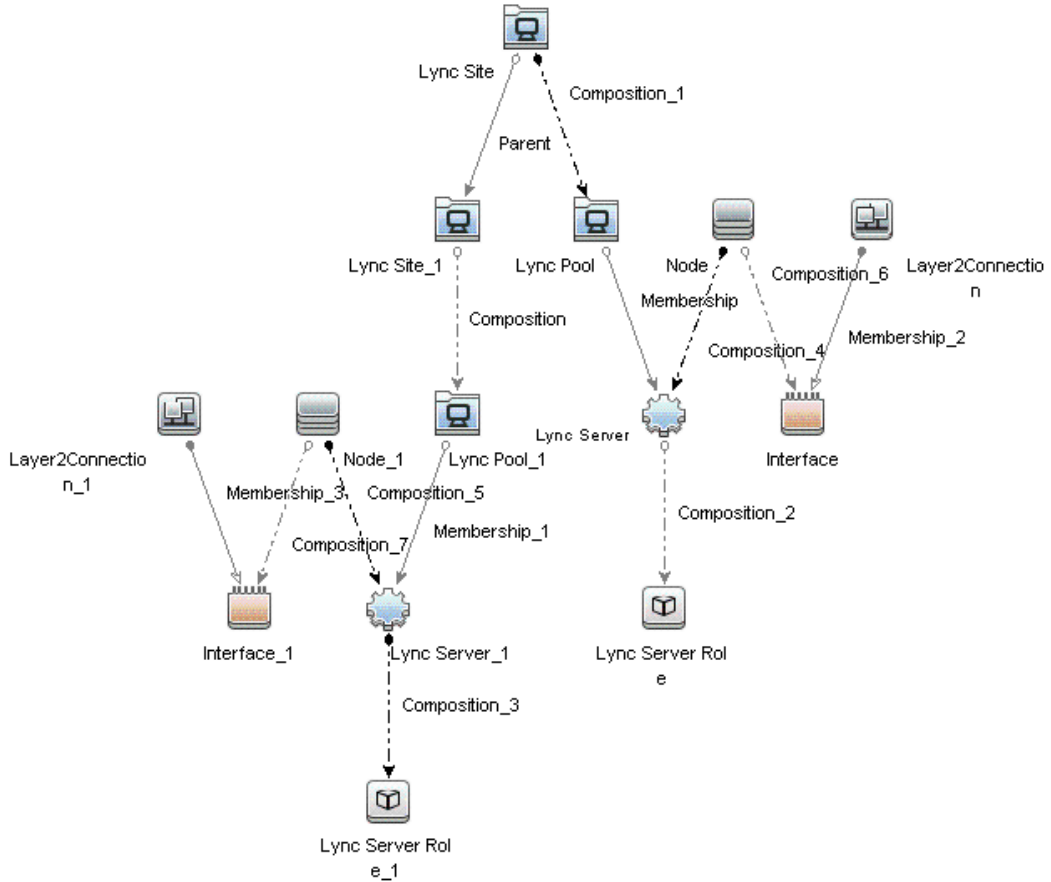 Lync Site
Composition_1
Parent
Lync Site_1
Lync Pool
Node
Composition_6
Layer2Connectio
n
Membership
Composition
Membership_2
Composition_4
Lync Server
Interface
Layer2Connectio
n_1
Node_1
Lync Pool_1
Membership_3
Composition_5
Composition_2
Membership_1
Composition_7
Interface_1
Lync Server_1
Lync Server Rol
e
Composition_3
Lync Server Rol
e_1